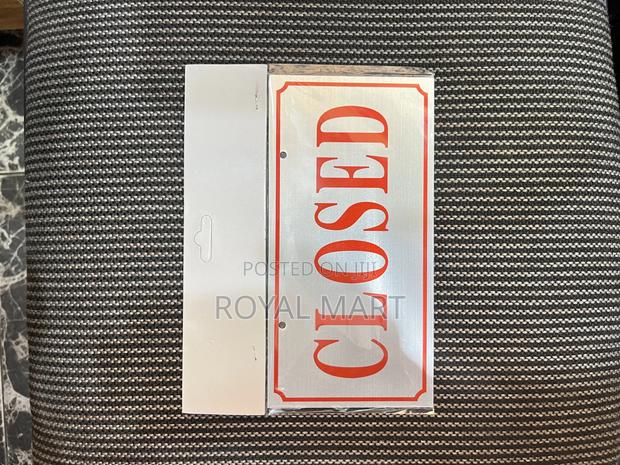 CLOSED
POSTED ON JIJI
ROYAL MART